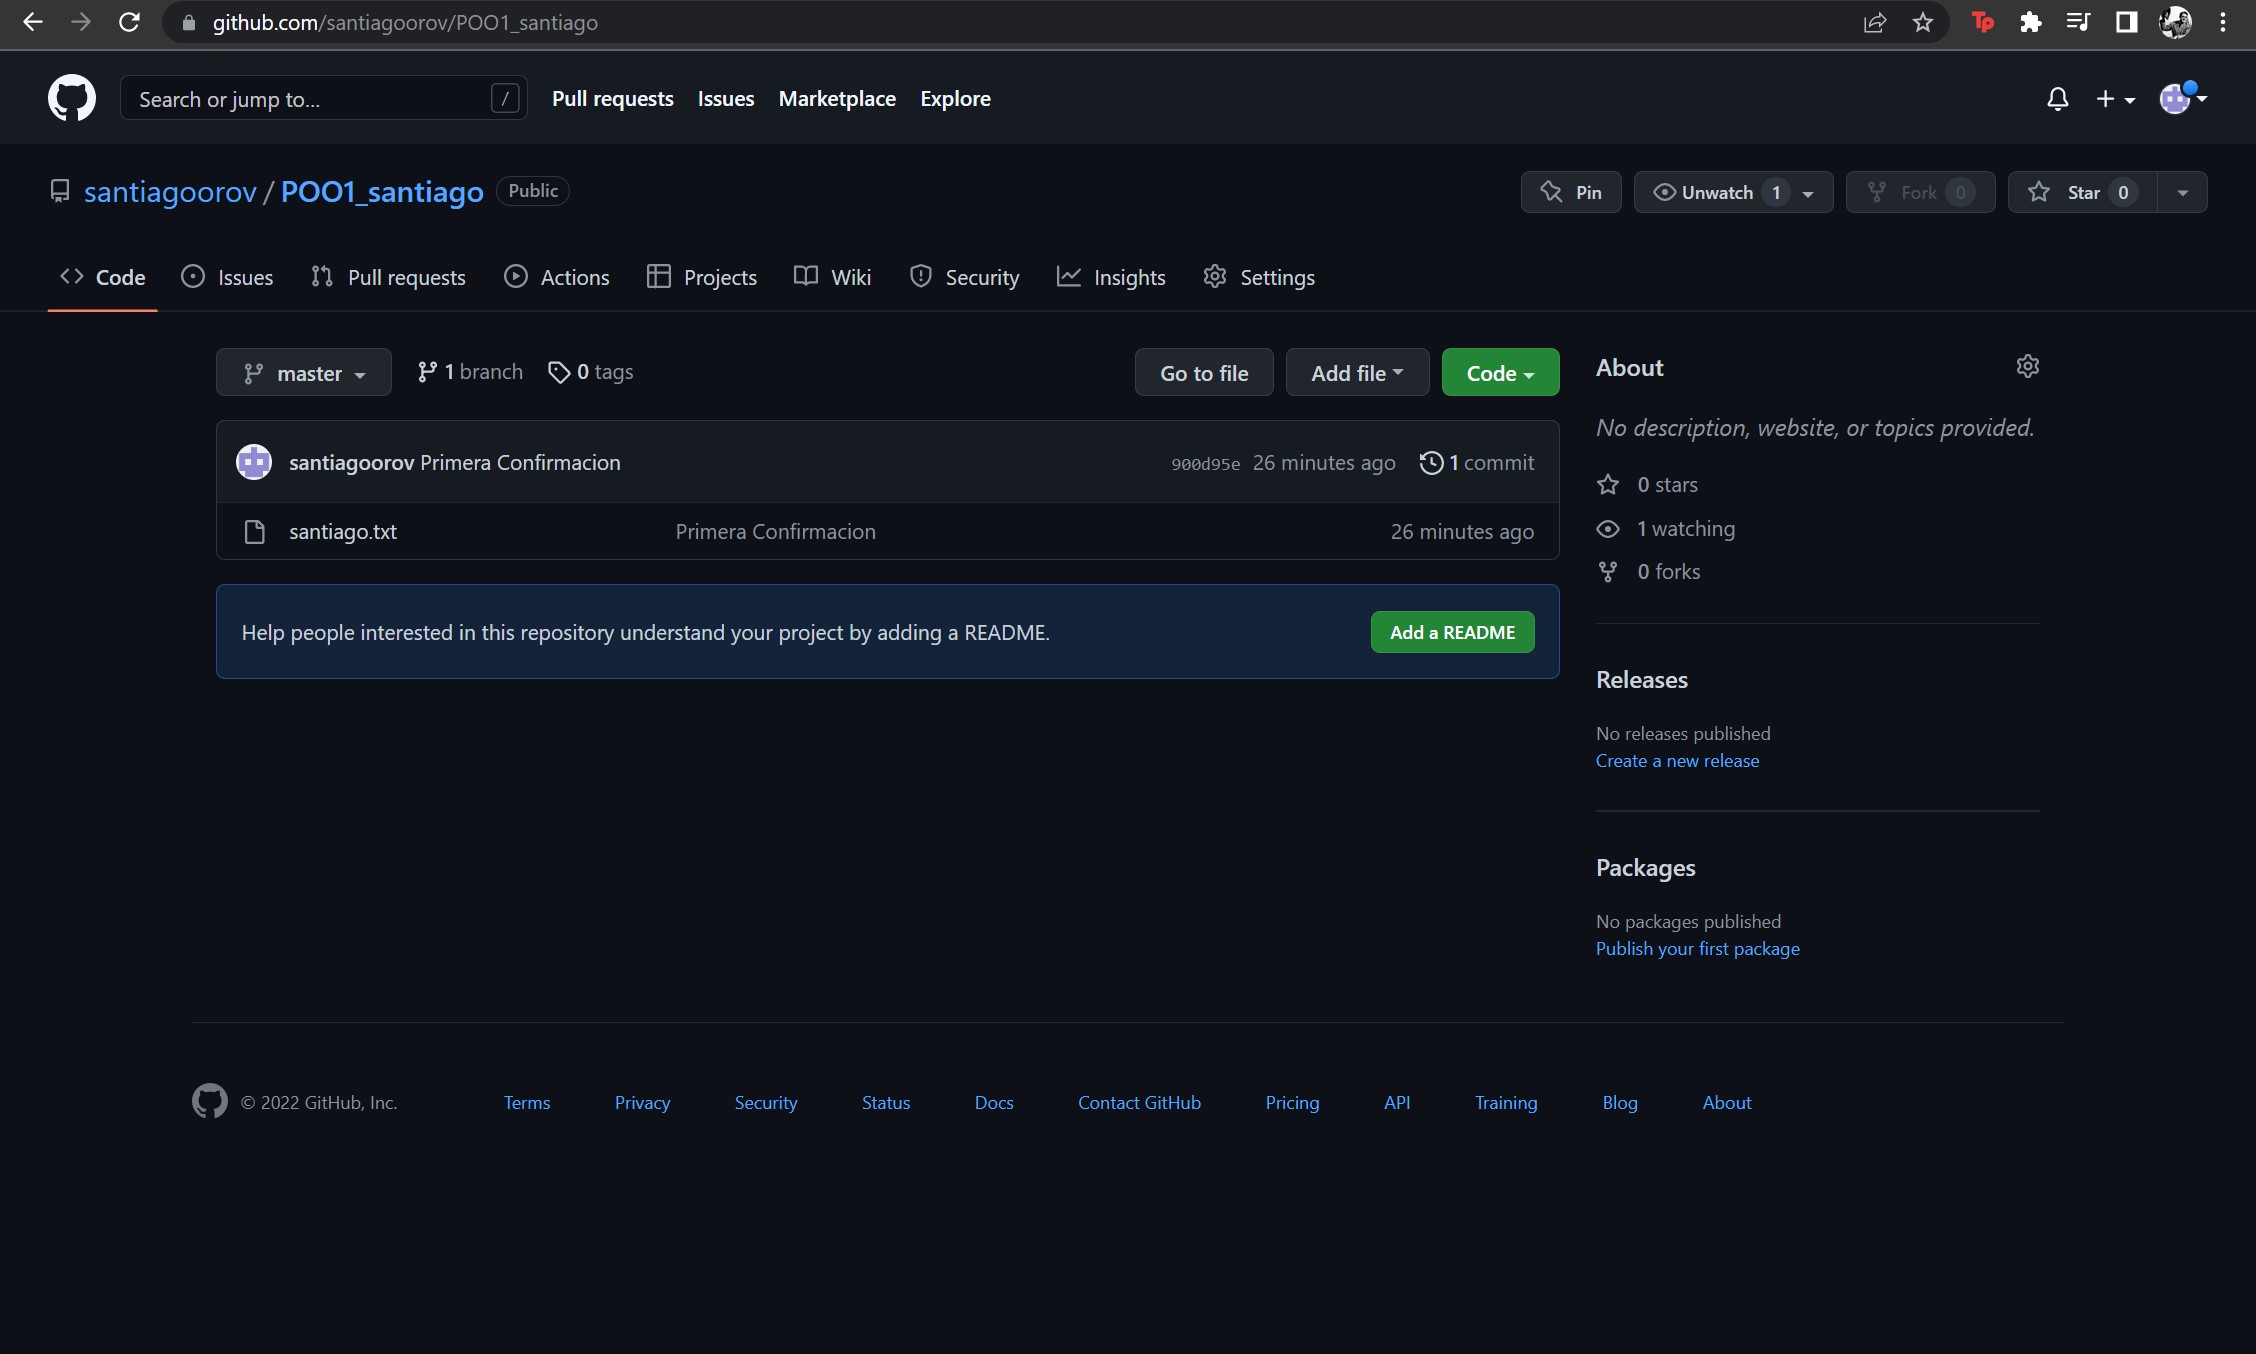 github.com/santiagoorov/POO1_santiago
Search or jump to... /
Pull requests Issues Marketplace Explore
santiagoorov / POO1_santiago Public
Pin Unwatch 1 Fork 0 Star 0
Code Issues Pull requests Actions Projects Wiki Security Insights Settings
master 1 branch 0 tags Go to file Add file Code
santiagoorov Primera Confirmacion 900d95e 26 minutes ago 1 commit
santiago.txt Primera Confirmacion 26 minutes ago
Help people interested in this repository understand your project by adding a README. Add a README
About
No description, website, or topics provided.
0 stars
1 watching
0 forks
Releases
No releases published
Create a new release
Packages
No packages published
Publish your first package
© 2022 GitHub, Inc. Terms Privacy Security Status Docs Contact GitHub Pricing API Training Blog About